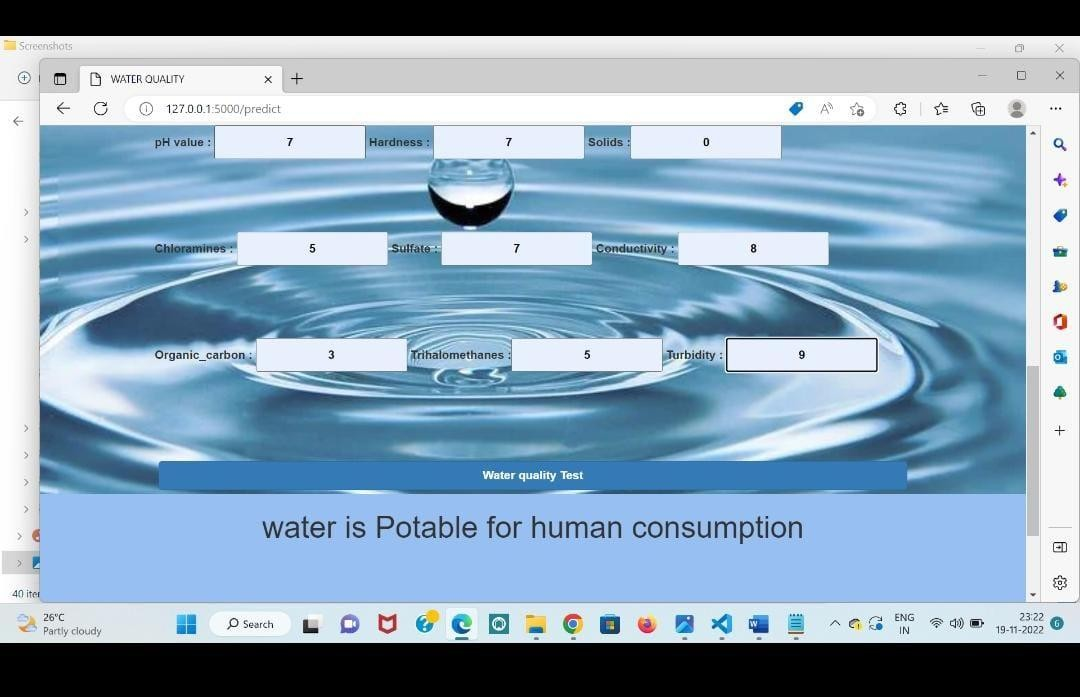 Screenshots
WATER QUALITY
127.0.0.1:5000/predict
pH value : 7 Hardness : 7 Solids : 0
Chloramines : 5 Sulfate : 7 Conductivity : 8
Organic_carbon : 3 Trihalomethanes : 5 Turbidity : 9
Water quality Test
water is Potable for human consumption
40 ite
26°C
Partly cloudy
Search
ENG
IN
23:22
19-11-2022